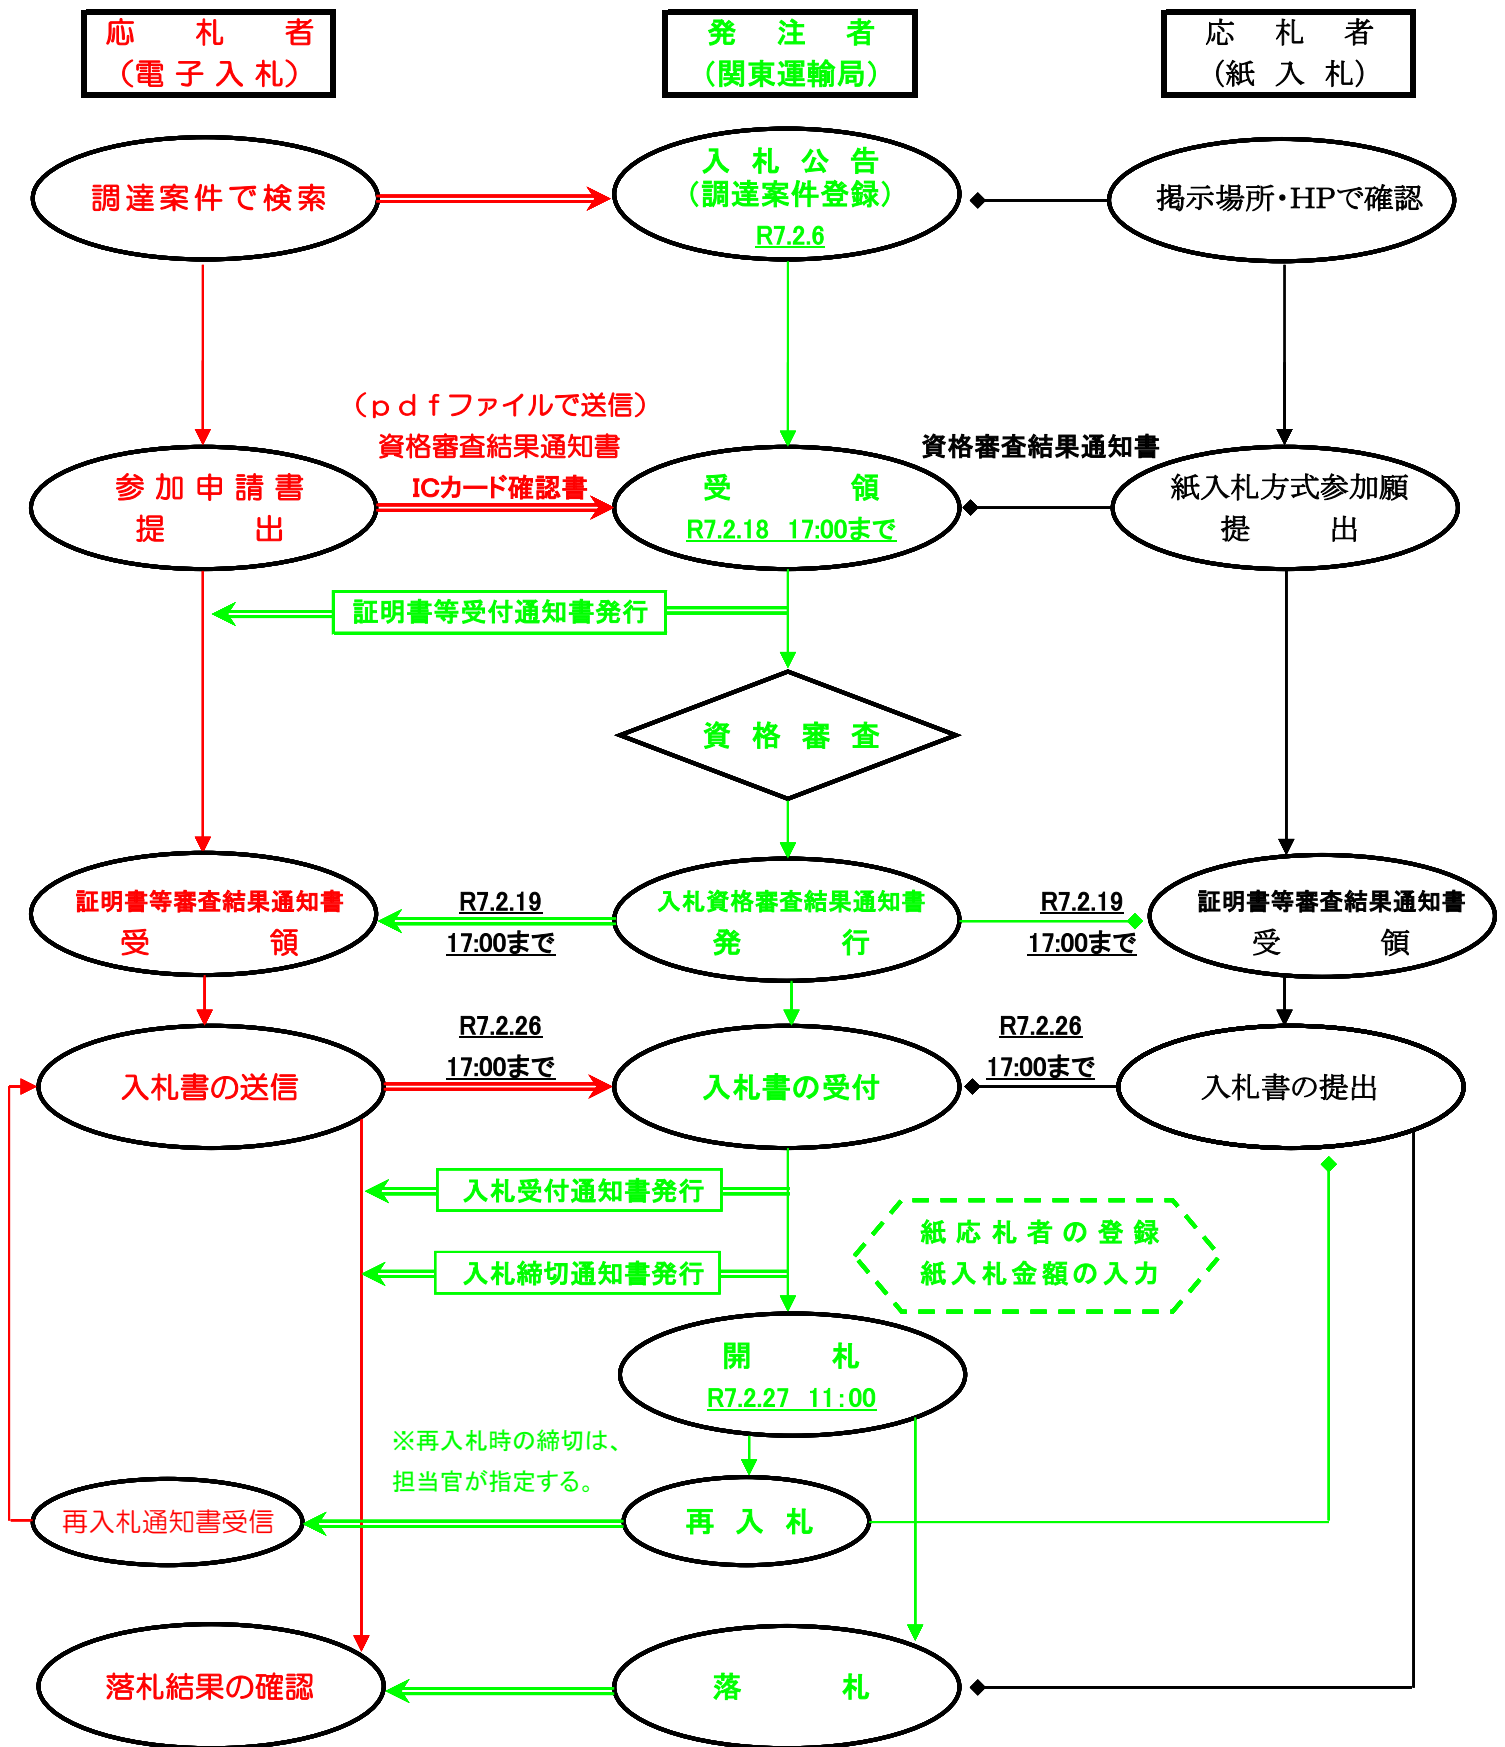 応　札　者
（電 子 入 札）
発　注　者
（関東運輸局）
応　札　者
（紙　入　札）
調達案件で検索
入　札　公　告
（調達案件登録）
R7.2.6
掲示場所・HPで確認
（ｐｄｆファイルで送信）
資格審査結果通知書
ICカード確認書
資格審査結果通知書
参 加 申 請 書
提　　　出
受　　　　領
R7.2.18　17:00まで
紙入札方式参加願
提　　　出
証明書等受付通知書発行
資　格　審　査
証明書等審査結果通知書
受　　　　領
R7.2.19
17:00まで
入札資格審査結果通知書
発　　　行
R7.2.19
17:00まで
証明書等審査結果通知書
受　　　　領
R7.2.26
17:00まで
R7.2.26
17:00まで
入札書の送信
入札書の受付
入札書の提出
入札受付通知書発行
紙 応 札 者 の 登 録
紙入札金額の入力
入札締切通知書発行
開　　　札
R7.2.27　11：00
※再入札時の締切は、
担当官が指定する。
再入札通知書受信
再　入　札
落札結果の確認
落　　　札